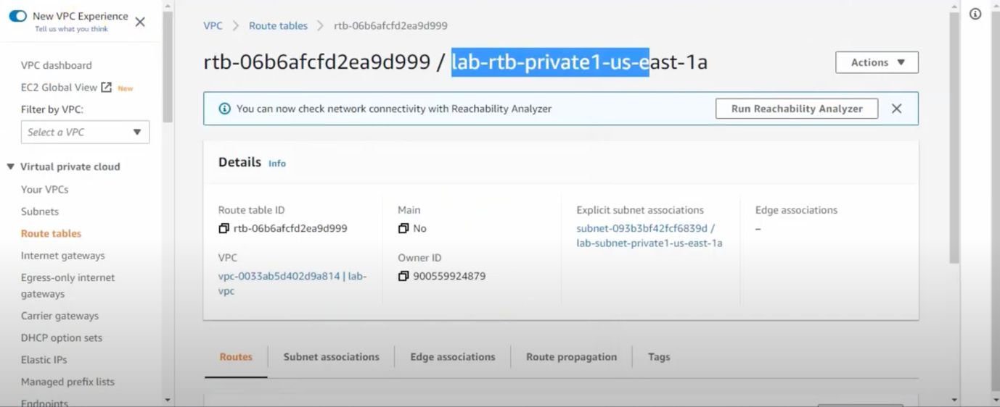 New VPC Experience
Tell us what you think
VPC dashboard
EC2 Global View New
Filter by VPC:
Select a VPC
Virtual private cloud
Your VPCs
Subnets
Route tables
Internet gateways
Egress-only internet
gateways
Carrier gateways
DHCP option sets
Elastic IPs
Managed prefix lists
Endpoints
VPC > Route tables > rtb-06b6afcfd2ea9d999
rtb-06b6afcfd2ea9d999 / lab-rtb-private1-us-east-1a
Actions
You can now check network connectivity with Reachability Analyzer
Run Reachability Analyzer
Details Info
Route table ID
rtb-06b6afcfd2ea9d999
Main
No
Explicit subnet associations
subnet-093b3bf42fcf6839d /
lab-subnet-private1-us-east-1a
Edge associations
–
VPC
vpc-0033ab5d402d9a814 | lab-
vpc
Owner ID
900559924879
Routes
Subnet associations
Edge associations
Route propagation
Tags